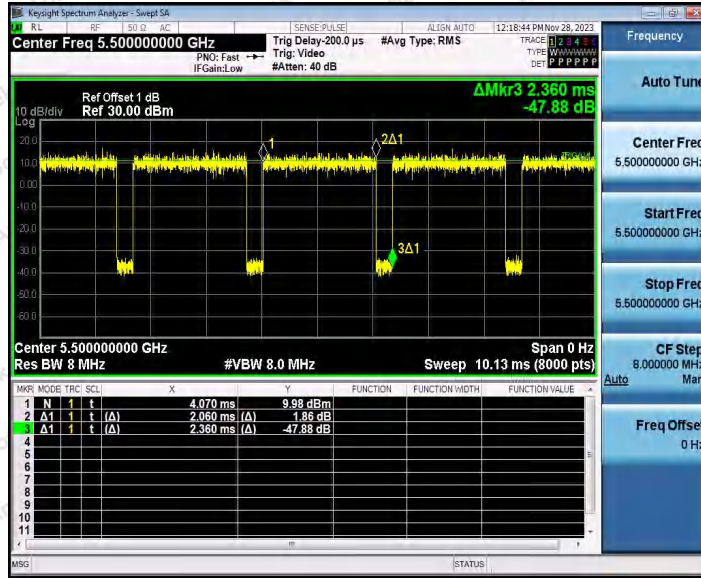 Keysight Spectrum Analyzer - Swept SA
RL RF 50 Ω AC SENSE:PULSE ALIGN AUTO 12:18:44 PM Nov 28, 2023
Center Freq 5.500000000 GHz
Trig Delay-200.0 µs #Avg Type: RMS
TRACE 1 2 3 4 5 6
PNO: Fast Trig: Video
TYPE WWWWWW
IFGain:Low #Atten: 40 dB
DET P P P P P P
ΔMkr3 2.360 ms
-47.88 dB
Ref Offset 1 dB
10 dB/div Ref 30.00 dBm
Log
20.0
10.0
0.00
-10.0
-20.0
-30.0
-40.0
-50.0
-60.0
1
2Δ1
3Δ1
Center 5.500000000 GHz Span 0 Hz
Res BW 8 MHz #VBW 8.0 MHz Sweep 10.13 ms (8000 pts)
MKR MODE TRC SCL X Y FUNCTION FUNCTION WIDTH FUNCTION VALUE
1 N 1 t 4.070 ms 9.98 dBm
2 Δ1 1 t (Δ) 2.060 ms (Δ) 1.86 dB
3 Δ1 1 t (Δ) 2.360 ms (Δ) -47.88 dB
4
5
6
7
8
9
10
11
MSG STATUS
Frequency
Auto Tune
Center Freq
5.500000000 GHz
Start Freq
5.500000000 GHz
Stop Freq
5.500000000 GHz
CF Step
8.000000 MHz
Auto Man
Freq Offset
0 Hz